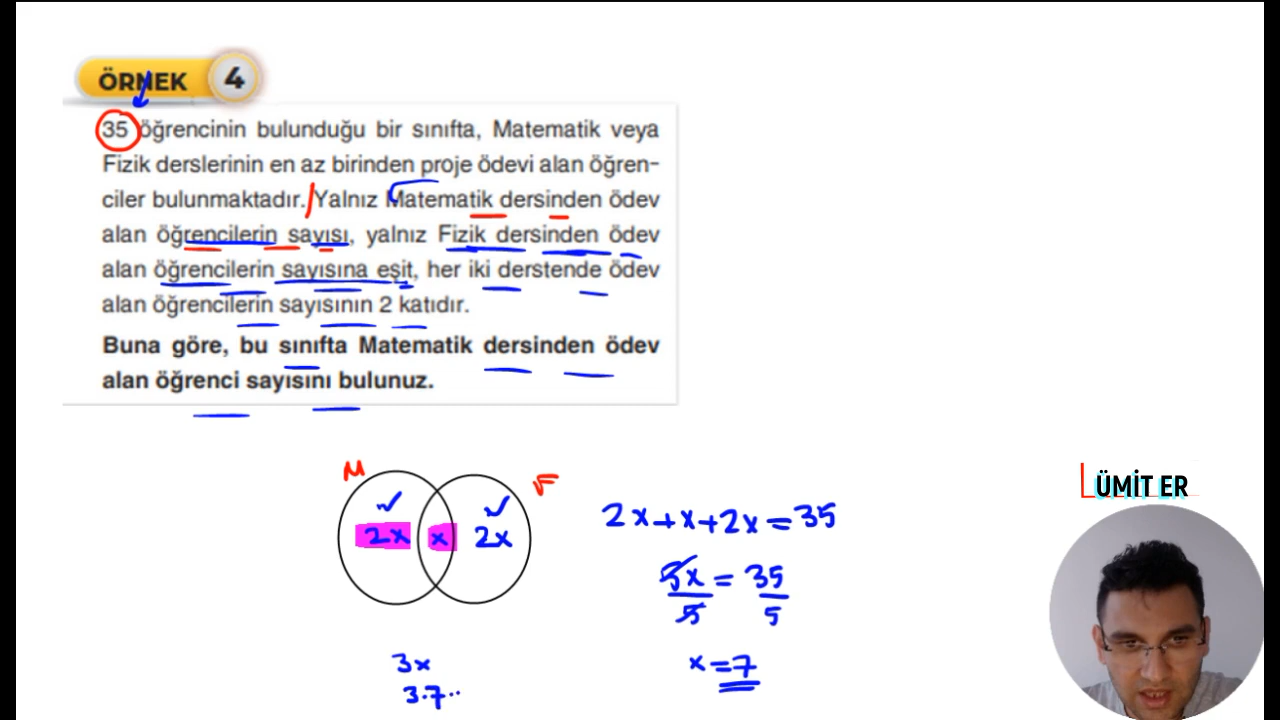 ÖRNEK 4
35 öğrencinin bulunduğu bir sınıfta, Matematik veya
Fizik derslerinin en az birinden proje ödevi alan öğren-
ciler bulunmaktadır. Yalnız Matematik dersinden ödev
alan öğrencilerin sayısı, yalnız Fizik dersinden ödev
alan öğrencilerin sayısına eşit, her iki derstende ödev
alan öğrencilerin sayısının 2 katıdır.
Buna göre, bu sınıfta Matematik dersinden ödev
alan öğrenci sayısını bulunuz.
M F
2x x 2x
2x+x+2x=35
5x = 35
5 5
x=7
3x
3.7
ÜMİT ER